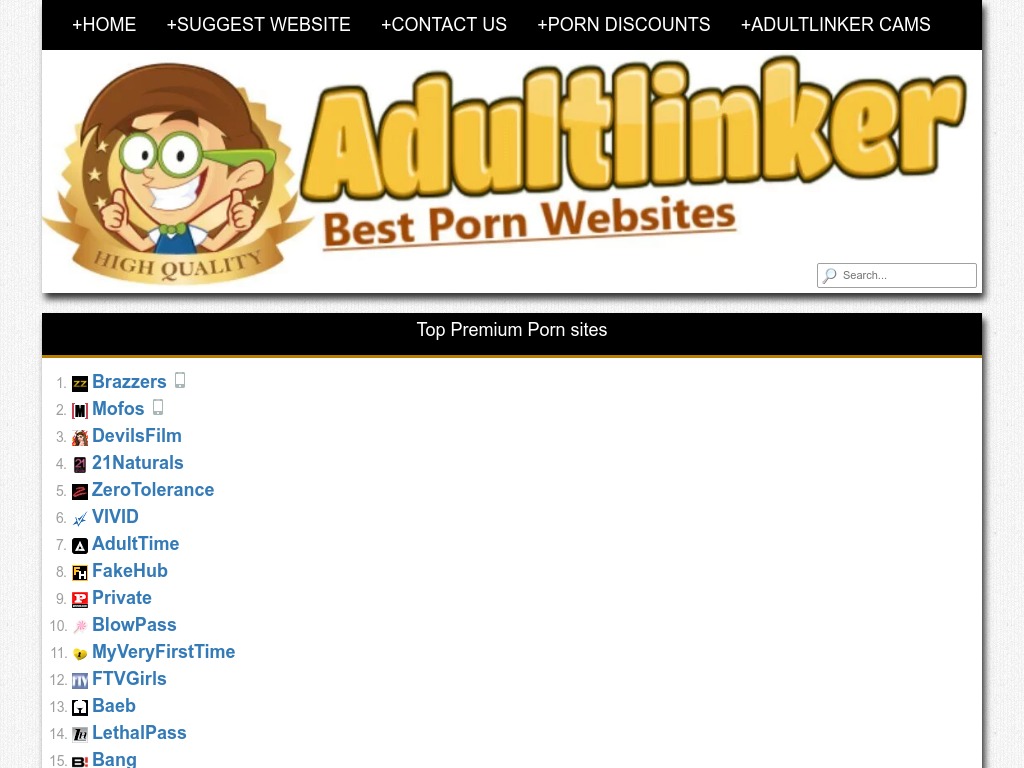 +HOME +SUGGEST WEBSITE +CONTACT US +PORN DISCOUNTS +ADULTLINKER CAMS
Adultlinker
Best Porn Websites
HIGH QUALITY
Search...
Top Premium Porn sites
1. Brazzers
2. Mofos
3. DevilsFilm
4. 21Naturals
5. ZeroTolerance
6. VIVID
7. AdultTime
8. FakeHub
9. Private
10. BlowPass
11. MyVeryFirstTime
12. FTVGirls
13. Baeb
14. LethalPass
15. Bang